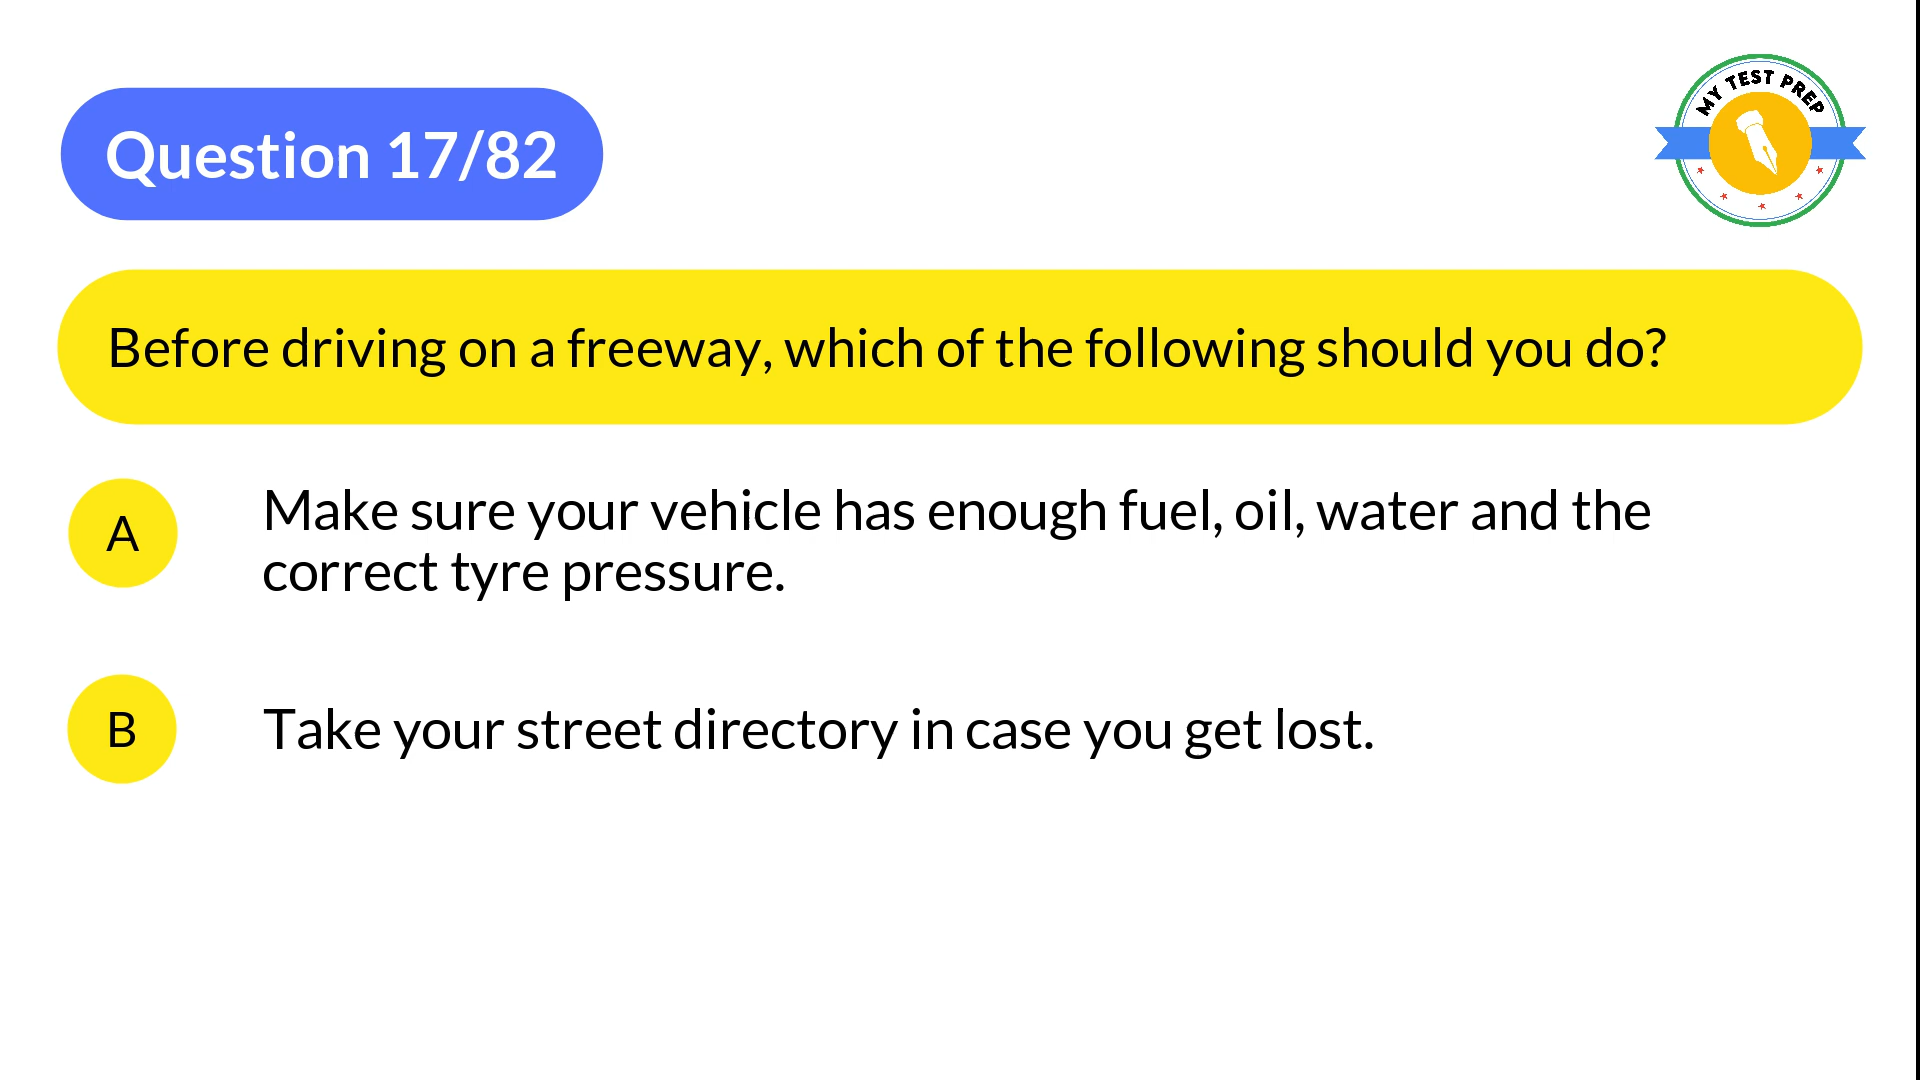 MY TEST PREP
Question 17/82
Before driving on a freeway, which of the following should you do?
A
Make sure your vehicle has enough fuel, oil, water and the
correct tyre pressure.
B
Take your street directory in case you get lost.